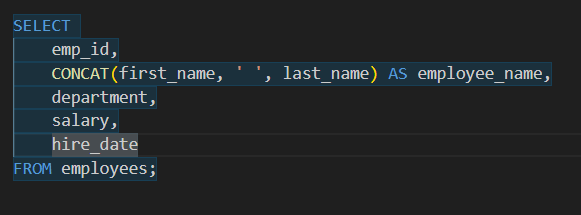 SELECT
    emp_id,
    CONCAT(first_name, ' ', last_name) AS employee_name,
    department,
    salary,
    hire_date
FROM employees;